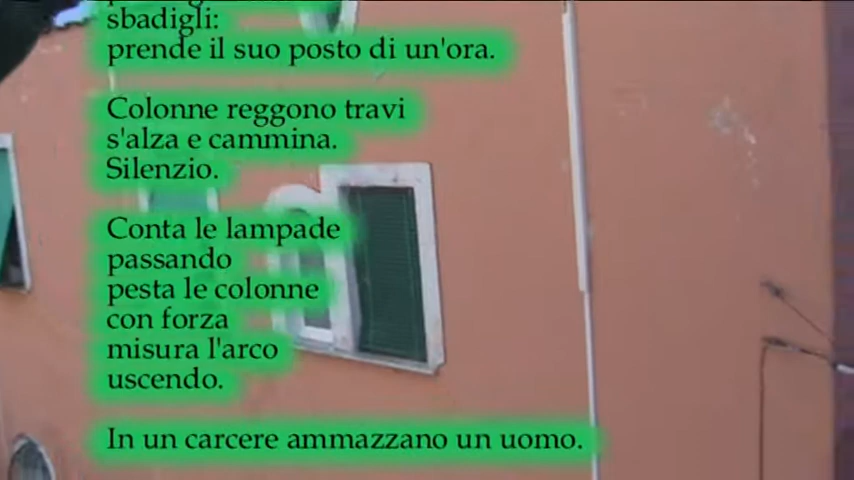 sbadigli:
prende il suo posto di un'ora.
Colonne reggono travi
s'alza e cammina.
Silenzio.
Conta le lampade
passando
pesta le colonne
con forza
misura l'arco
uscendo.
In un carcere ammazzano un uomo.